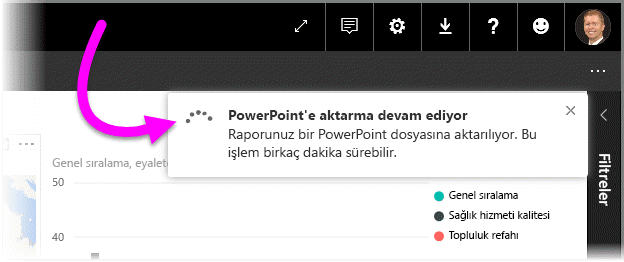 PowerPoint'e aktarma devam ediyor
Raporunuz bir PowerPoint dosyasına aktarılıyor. Bu
işlem birkaç dakika sürebilir.
Genel sıralama, eyalet
50
40
Genel sıralama
Sağlık hizmeti kalitesi
Topluluk refahı
Filtreler